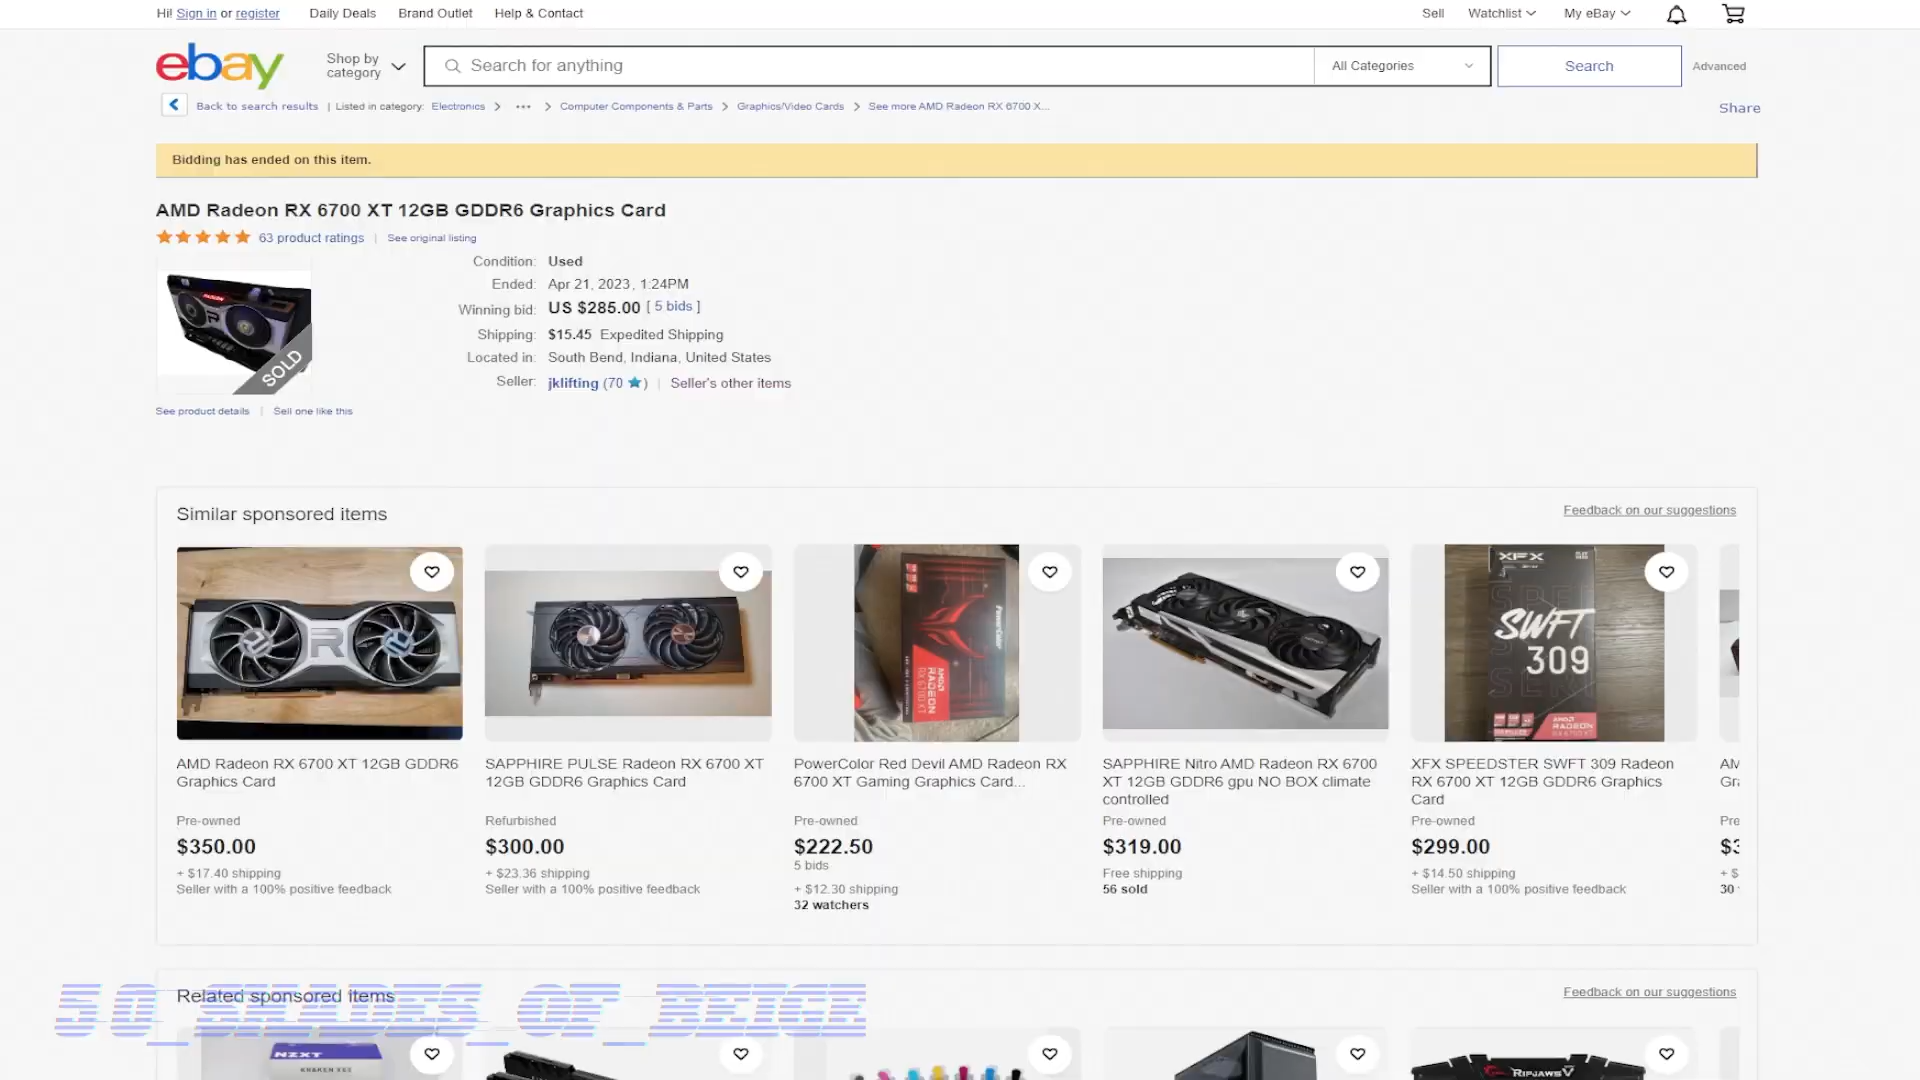 Hi! Sign in or register Daily Deals Brand Outlet Help & Contact Sell Watchlist My eBay
ebay Shop by category Search for anything All Categories Search Advanced
Back to search results | Listed in category: Electronics > ... > Computer Components & Parts > Graphics/Video Cards > See more AMD Radeon RX 6700 X... Share
Bidding has ended on this item.
AMD Radeon RX 6700 XT 12GB GDDR6 Graphics Card
63 product ratings | See original listing
Condition: Used
Ended: Apr 21, 2023, 1:24PM
Winning bid: US $285.00 [ 5 bids ]
Shipping: $15.45 Expedited Shipping
Located in: South Bend, Indiana, United States
Seller: jklifting (70 ★) | Seller's other items
SOLD
See product details | Sell one like this
Similar sponsored items Feedback on our suggestions
RADEON
RX 6700 XT
XFX
SWFT
309
AMD Radeon RX 6700 XT 12GB GDDR6
Graphics Card
Pre-owned
$350.00
+ $17.40 shipping
Seller with a 100% positive feedback
SAPPHIRE PULSE Radeon RX 6700 XT
12GB GDDR6 Graphics Card
Refurbished
$300.00
+ $23.36 shipping
Seller with a 100% positive feedback
PowerColor Red Devil AMD Radeon RX
6700 XT Gaming Graphics Card...
Pre-owned
$222.50
5 bids
+ $12.30 shipping
32 watchers
SAPPHIRE Nitro AMD Radeon RX 6700
XT 12GB GDDR6 gpu NO BOX climate
controlled
Pre-owned
$319.00
Free shipping
56 sold
XFX SPEEDSTER SWFT 309 Radeon
RX 6700 XT 12GB GDDR6 Graphics
Card
Pre-owned
$299.00
+ $14.50 shipping
Seller with a 100% positive feedback
Related sponsored items Feedback on our suggestions
50_SHADES_OF_BEIGE
NZXT
KRAKEN X63
RIPJAWS V